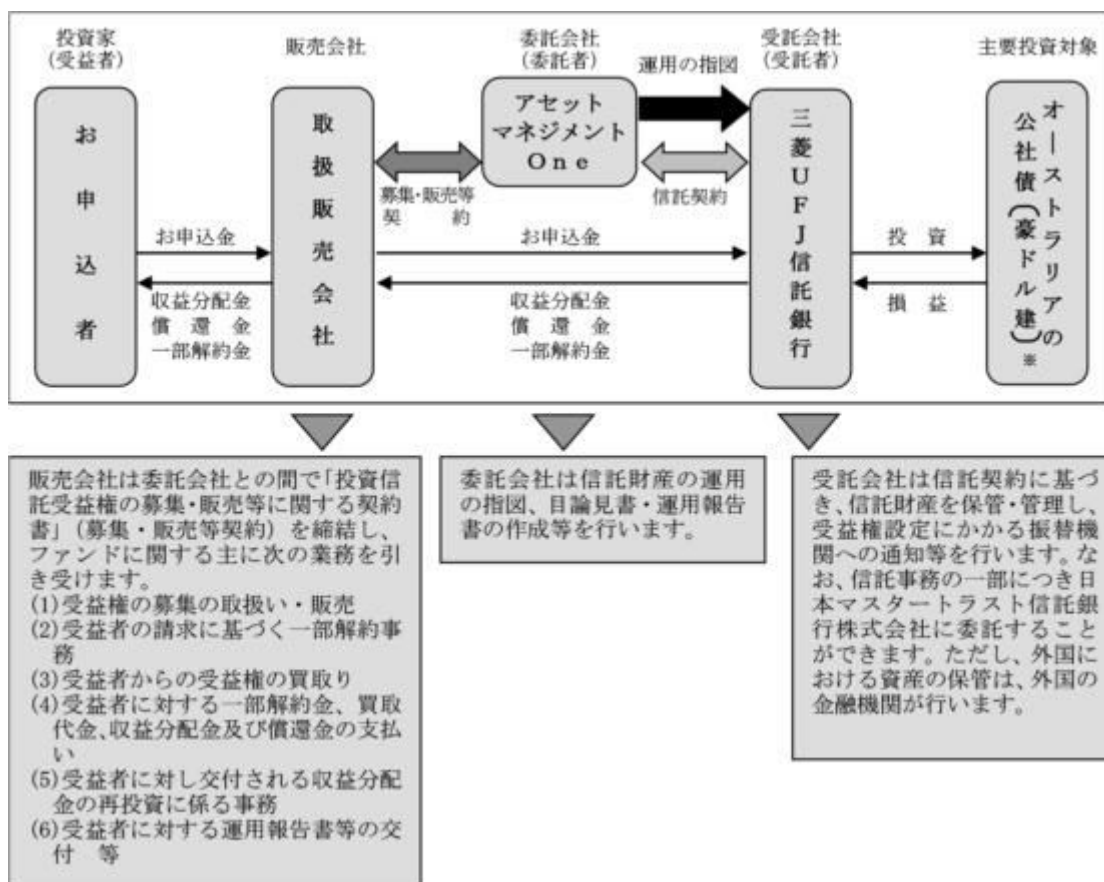 投資家
(受益者)
販売会社
委託会社
(委託者)
運用の指図
受託会社
(受託者)
主要投資対象
お申込者
取扱販売会社
アセット
マネジメント
One
三菱UFJ信託銀行
オーストラリアの
公社債(豪ドル建)※
募集・販売等
契　約
信託契約
お申込金
収益分配金
償　還　金
一部解約金
お申込金
収益分配金
償　還　金
一部解約金
投　資
損　益
販売会社は委託会社との間で「投資信
託受益権の募集・販売等に関する契約
書」(募集・販売等契約)を締結し、
ファンドに関する主に次の業務を引
き受けます。
(1)受益権の募集の取扱い・販売
(2)受益者の請求に基づく一部解約事
務
(3)受益者からの受益権の買取り
(4)受益者に対する一部解約金、買取
代金、収益分配金及び償還金の支払
い
(5)受益者に対し交付される収益分配
金の再投資に係る事務
(6)受益者に対する運用報告書等の交
付　等
委託会社は信託財産の運用
の指図、目論見書・運用報告
書の作成等を行います。
受託会社は信託契約に基づ
き、信託財産を保管・管理し、
受益権設定にかかる振替機
関への通知等を行います。な
お、信託事務の一部につき日
本マスタートラスト信託銀
行株式会社に委託すること
ができます。ただし、外国に
おける資産の保管は、外国の
金融機関が行います。